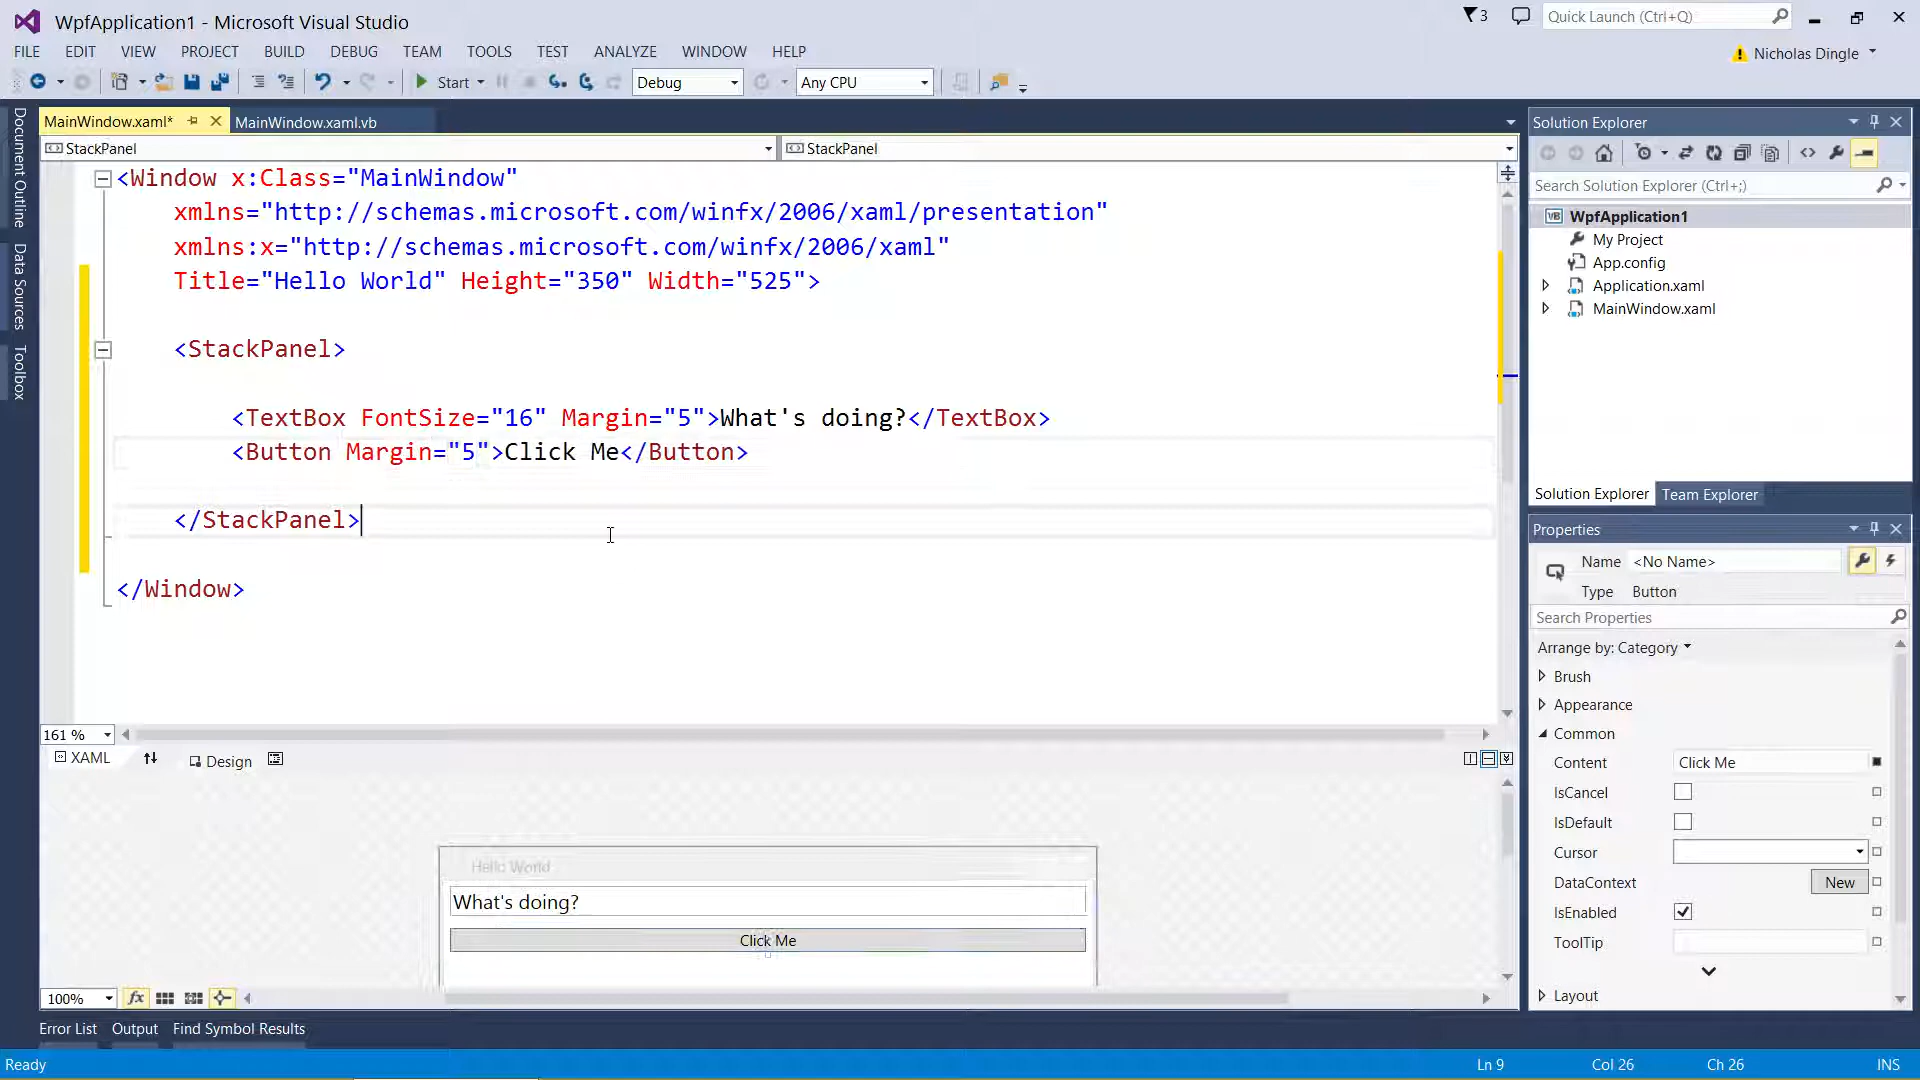 WpfApplication1 - Microsoft Visual Studio
3
Quick Launch (Ctrl+Q)
FILE EDIT VIEW PROJECT BUILD DEBUG TEAM TOOLS TEST ANALYZE WINDOW HELP
Nicholas Dingle
Start Debug Any CPU
Document Outline
Data Sources
Toolbox
MainWindow.xaml* MainWindow.xaml.vb
StackPanel StackPanel
<Window x:Class="MainWindow"
xmlns="http://schemas.microsoft.com/winfx/2006/xaml/presentation"
xmlns:x="http://schemas.microsoft.com/winfx/2006/xaml"
Title="Hello World" Height="350" Width="525">
<StackPanel>
<TextBox FontSize="16" Margin="5">What's doing?</TextBox>
<Button Margin="5">Click Me</Button>
</StackPanel>
</Window>
161 %
XAML Design
Hello World
What's doing?
Click Me
100% fx
Error List Output Find Symbol Results
Solution Explorer
Search Solution Explorer (Ctrl+;)
VB WpfApplication1
My Project
App.config
Application.xaml
MainWindow.xaml
Solution Explorer Team Explorer
Properties
Name <No Name>
Type Button
Search Properties
Arrange by: Category
Brush
Appearance
Common
Content Click Me
IsCancel
IsDefault
Cursor
DataContext New
IsEnabled
ToolTip
Layout
Ready Ln 9 Col 26 Ch 26 INS